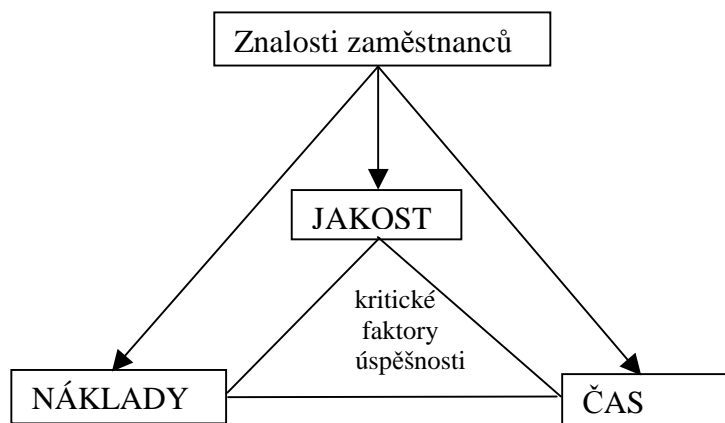 Znalosti zaměstnanců
JAKOST
kritické
faktory
úspěšnosti
NÁKLADY
ČAS